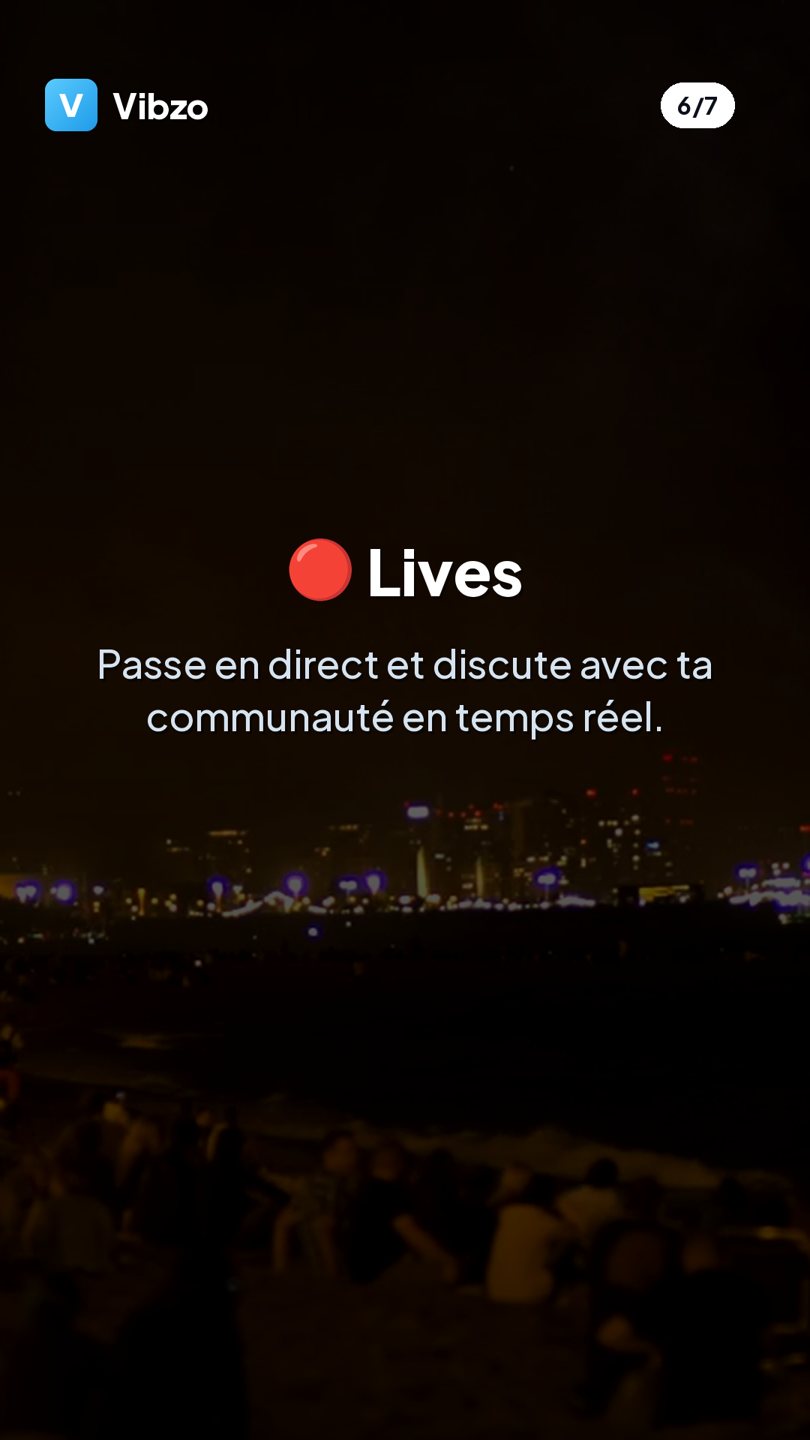 V Vibzo
6/7
🔴 Lives
Passe en direct et discute avec ta
communauté en temps réel.